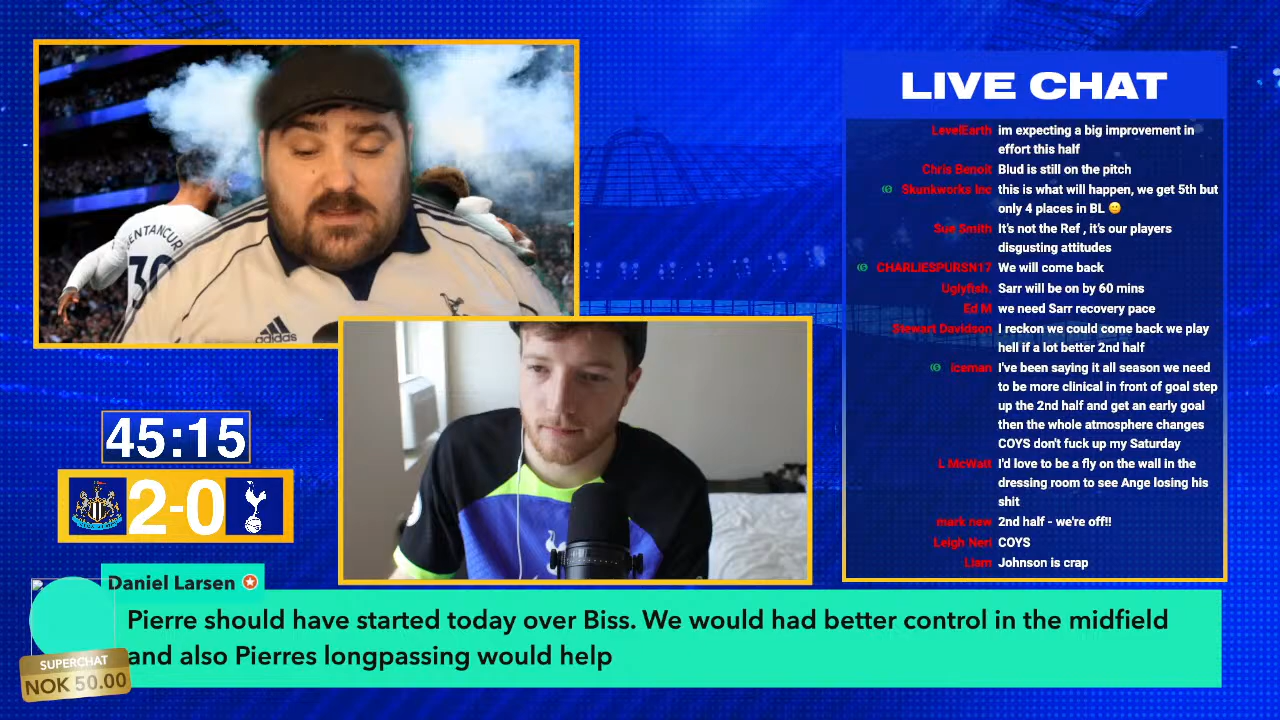 LIVE CHAT
ENTANCUR
30
adidas
LevelEarth im expecting a big improvement in
effort this half
Chris Benoit Blud is still on the pitch
Skunkworks Inc this is what will happen, we get 5th but
only 4 places in BL 😐
Sue Smith It's not the Ref , it's our players
disgusting attitudes
CHARLIESPURSN17 We will come back
Uglyfish. Sarr will be on by 60 mins
Ed M we need Sarr recovery pace
Stewart Davidson I reckon we could come back we play
hell if a lot better 2nd half
iceman I've been saying it all season we need
to be more clinical in front of goal step
up the 2nd half and get an early goal
then the whole atmosphere changes
COYS don't fuck up my Saturday
L McWatt I'd love to be a fly on the wall in the
dressing room to see Ange losing his
shit
mark new 2nd half - we're off!!
Leigh Neri COYS
Liam Johnson is crap
45:15
2-0
Daniel Larsen
Pierre should have started today over Biss. We would had better control in the midfield
and also Pierres longpassing would help
SUPERCHAT
NOK 50.00